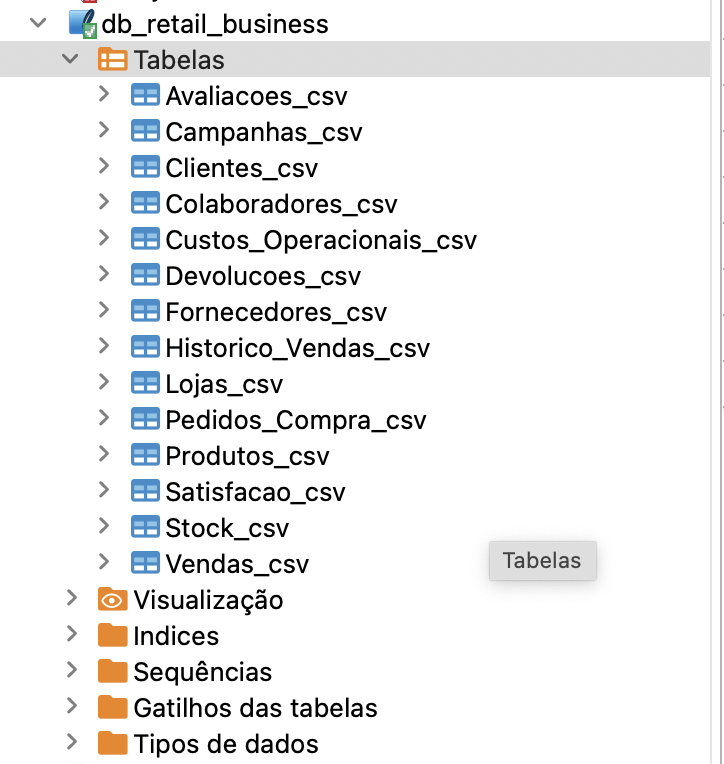 db_retail_business
Tabelas
Avaliacoes_csv
Campanhas_csv
Clientes_csv
Colaboradores_csv
Custos_Operacionais_csv
Devolucoes_csv
Fornecedores_csv
Historico_Vendas_csv
Lojas_csv
Pedidos_Compra_csv
Produtos_csv
Satisfacao_csv
Stock_csv
Vendas_csv
Tabelas
Visualização
Indices
Sequências
Gatilhos das tabelas
Tipos de dados